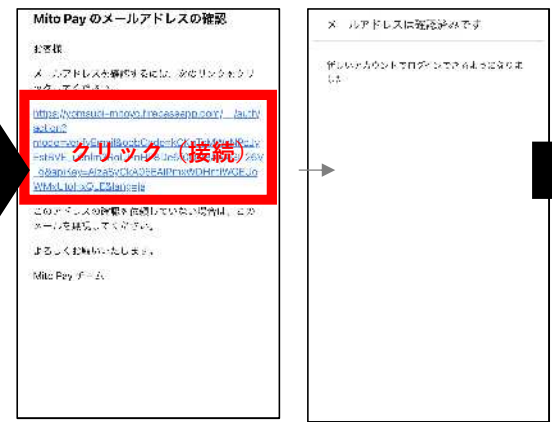 Mito Pay のメールアドレスの確認
お客様
メールアドレスを確認するには、次のリンクをクリ
ックしてください。
クリック（接続）
このアドレスの確認を依頼していない場合は、この
メールを無視してください。
よろしくお願いいたします。
Mito Pay チーム
メールアドレスは確認済みです
新しいアカウントでログインできるようになりま
した